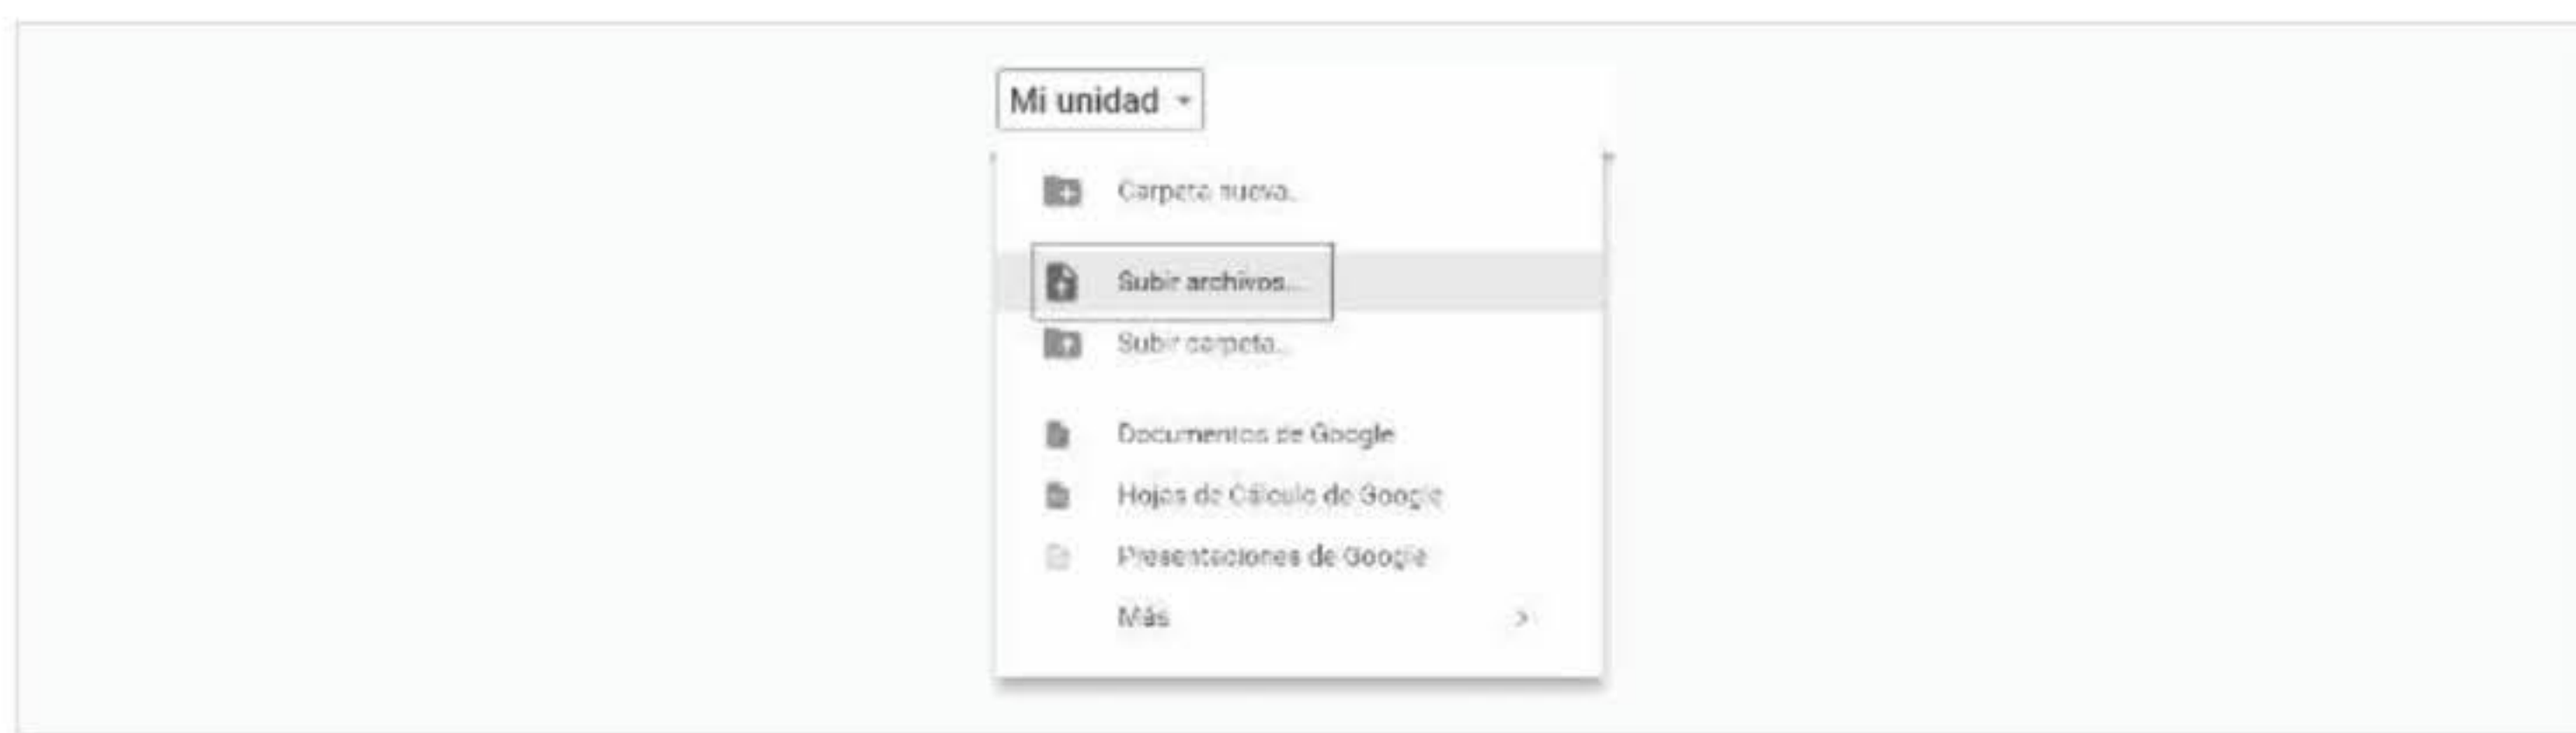 Mi unidad
Carpeta nueva...
Subir archivos...
Subir carpeta...
Documentos de Google
Hojas de Cálculo de Google
Presentaciones de Google
Más